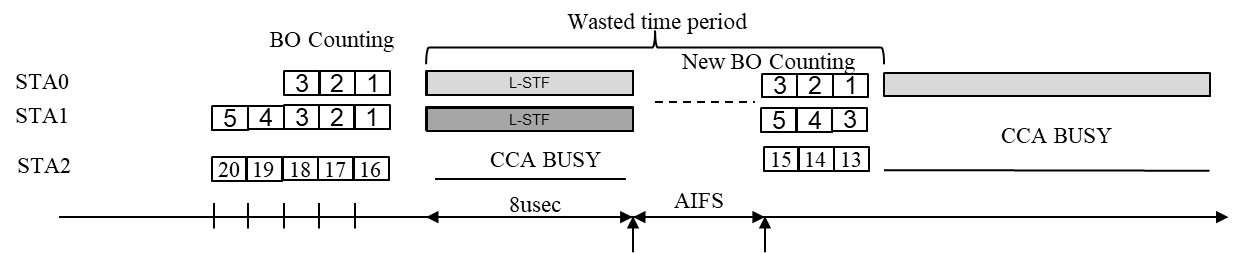 Wasted time period
BO Counting
New BO Counting
STA0 3 2 1 L-STF 3 2 1
STA1 5 4 3 2 1 L-STF 5 4 3
CCA BUSY
STA2 20 19 18 17 16 CCA BUSY 15 14 13
8usec AIFS